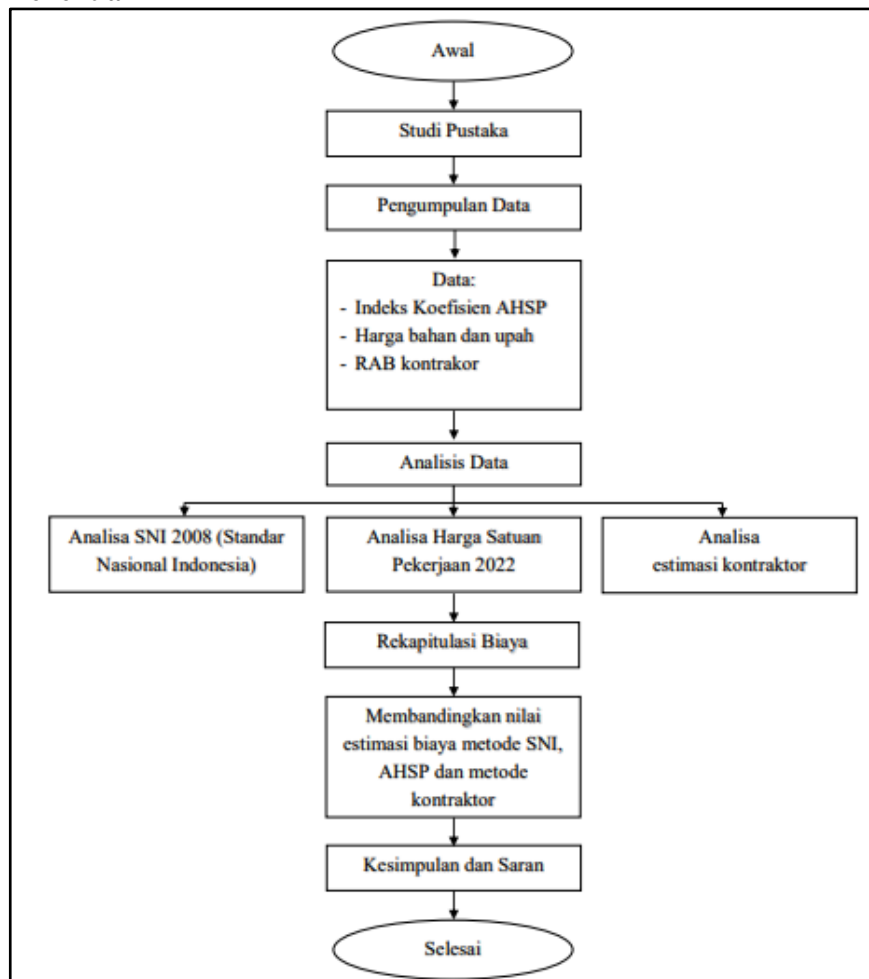 Awal
Studi Pustaka
Pengumpulan Data
Data:
- Indeks Koefisien AHSP
- Harga bahan dan upah
- RAB kontrakor
Analisis Data
Analisa SNI 2008 (Standar
Nasional Indonesia)
Analisa Harga Satuan
Pekerjaan 2022
Analisa
estimasi kontraktor
Rekapitulasi Biaya
Membandingkan nilai
estimasi biaya metode SNI,
AHSP dan metode
kontraktor
Kesimpulan dan Saran
Selesai